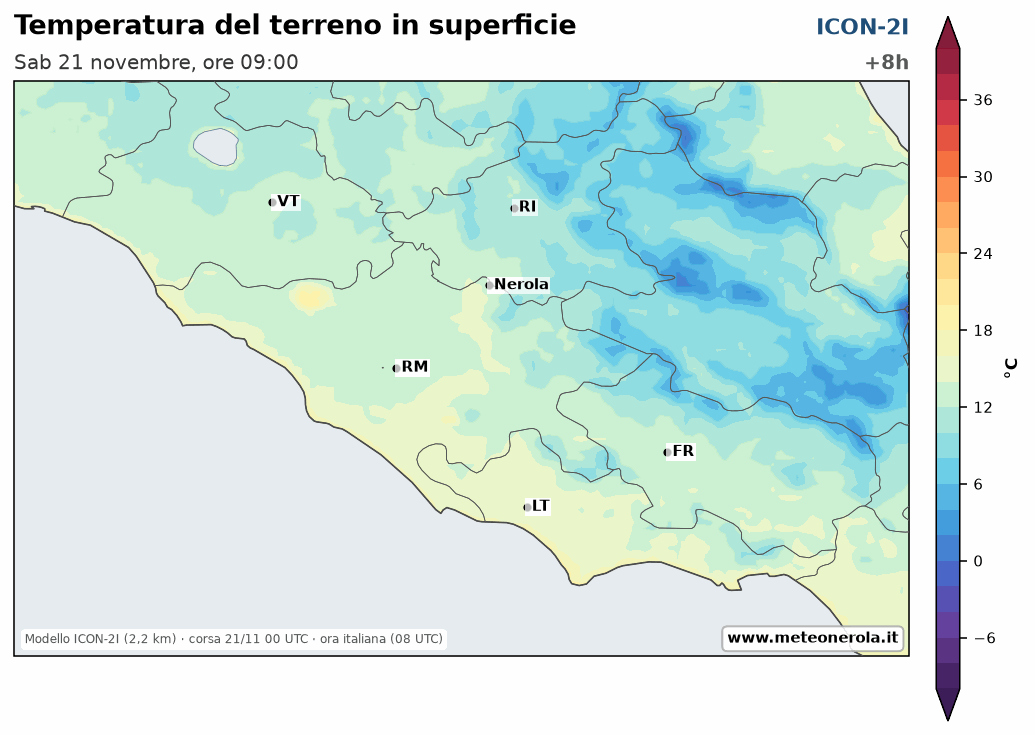 Temperatura del terreno in superficie
ICON-2I
Sab 21 novembre, ore 09:00
+8h
VT
RI
Nerola
RM
FR
LT
36
30
24
18
12
6
0
−6
°C
Modello ICON-2I (2,2 km) · corsa 21/11 00 UTC · ora italiana (08 UTC)
www.meteonerola.it